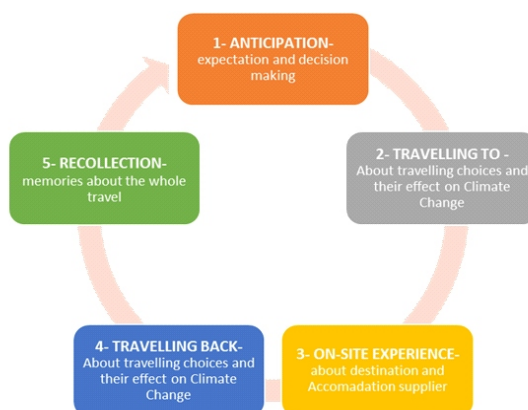 1- ANTICIPATION-
expectation and decision
making
2- TRAVELLING TO -
About travelling choices and
their effect on Climate
Change
3- ON-SITE EXPERIENCE-
about destination and
Accomadation supplier
4- TRAVELLING BACK-
About travelling choices and
their effect on Climate
Change
5- RECOLLECTION-
memories about the whole
travel